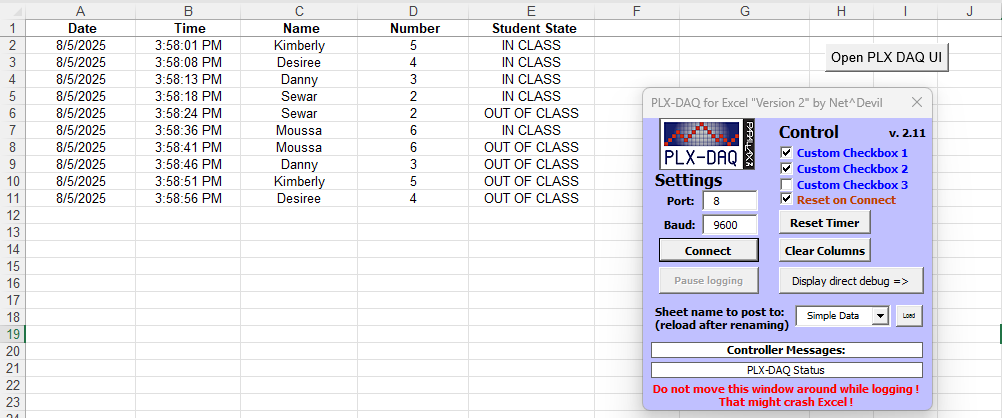 A B C D E F G H I J
1 Date Time Name Number Student State
2 8/5/2025 3:58:01 PM Kimberly 5 IN CLASS
3 8/5/2025 3:58:08 PM Desiree 4 IN CLASS
4 8/5/2025 3:58:13 PM Danny 3 IN CLASS
5 8/5/2025 3:58:18 PM Sewar 2 IN CLASS
6 8/5/2025 3:58:24 PM Sewar 2 OUT OF CLASS
7 8/5/2025 3:58:36 PM Moussa 6 IN CLASS
8 8/5/2025 3:58:41 PM Moussa 6 OUT OF CLASS
9 8/5/2025 3:58:46 PM Danny 3 OUT OF CLASS
10 8/5/2025 3:58:51 PM Kimberly 5 OUT OF CLASS
11 8/5/2025 3:58:56 PM Desiree 4 OUT OF CLASS
12
13
14
15
16
17
18
19
20
21
22
23
24
Open PLX DAQ UI
PLX-DAQ for Excel "Version 2" by Net^Devil
PLX-DAQ
PARALLAX
Control v. 2.11
Custom Checkbox 1
Custom Checkbox 2
Custom Checkbox 3
Reset on Connect
Settings
Port: 8
Baud: 9600
Reset Timer
Connect
Clear Columns
Pause logging
Display direct debug =>
Sheet name to post to:
(reload after renaming)
Simple Data
Load
Controller Messages:
PLX-DAQ Status
Do not move this window around while logging !
That might crash Excel !